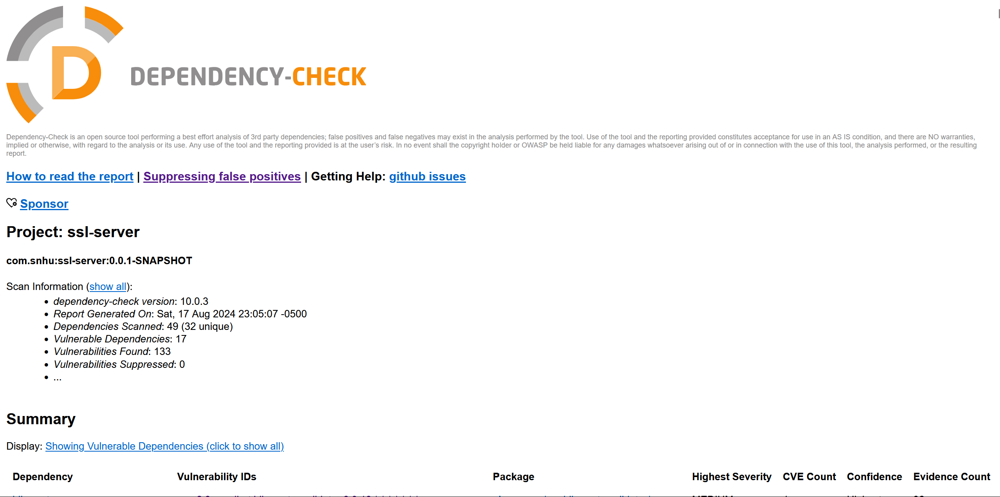 DEPENDENCY-CHECK
Dependency-Check is an open source tool performing a best effort analysis of 3rd party dependencies; false positives and false negatives may exist in the analysis performed by the tool. Use of the tool and the reporting provided constitutes acceptance for use in an AS IS condition, and there are NO warranties,
implied or otherwise, with regard to the analysis or its use. Any use of the tool and the reporting provided is at the user’s risk. In no event shall the copyright holder or OWASP be held liable for any damages whatsoever arising out of or in connection with the use of this tool, the analysis performed, or the resulting
report.
How to read the report | Suppressing false positives | Getting Help: github issues
Sponsor
Project: ssl-server
com.snhu:ssl-server:0.0.1-SNAPSHOT
Scan Information (show all):
• dependency-check version: 10.0.3
• Report Generated On: Sat, 17 Aug 2024 23:05:07 -0500
• Dependencies Scanned: 49 (32 unique)
• Vulnerable Dependencies: 17
• Vulnerabilities Found: 133
• Vulnerabilities Suppressed: 0
• ...
Summary
Display: Showing Vulnerable Dependencies (click to show all)
Dependency Vulnerability IDs Package Highest Severity CVE Count Confidence Evidence Count